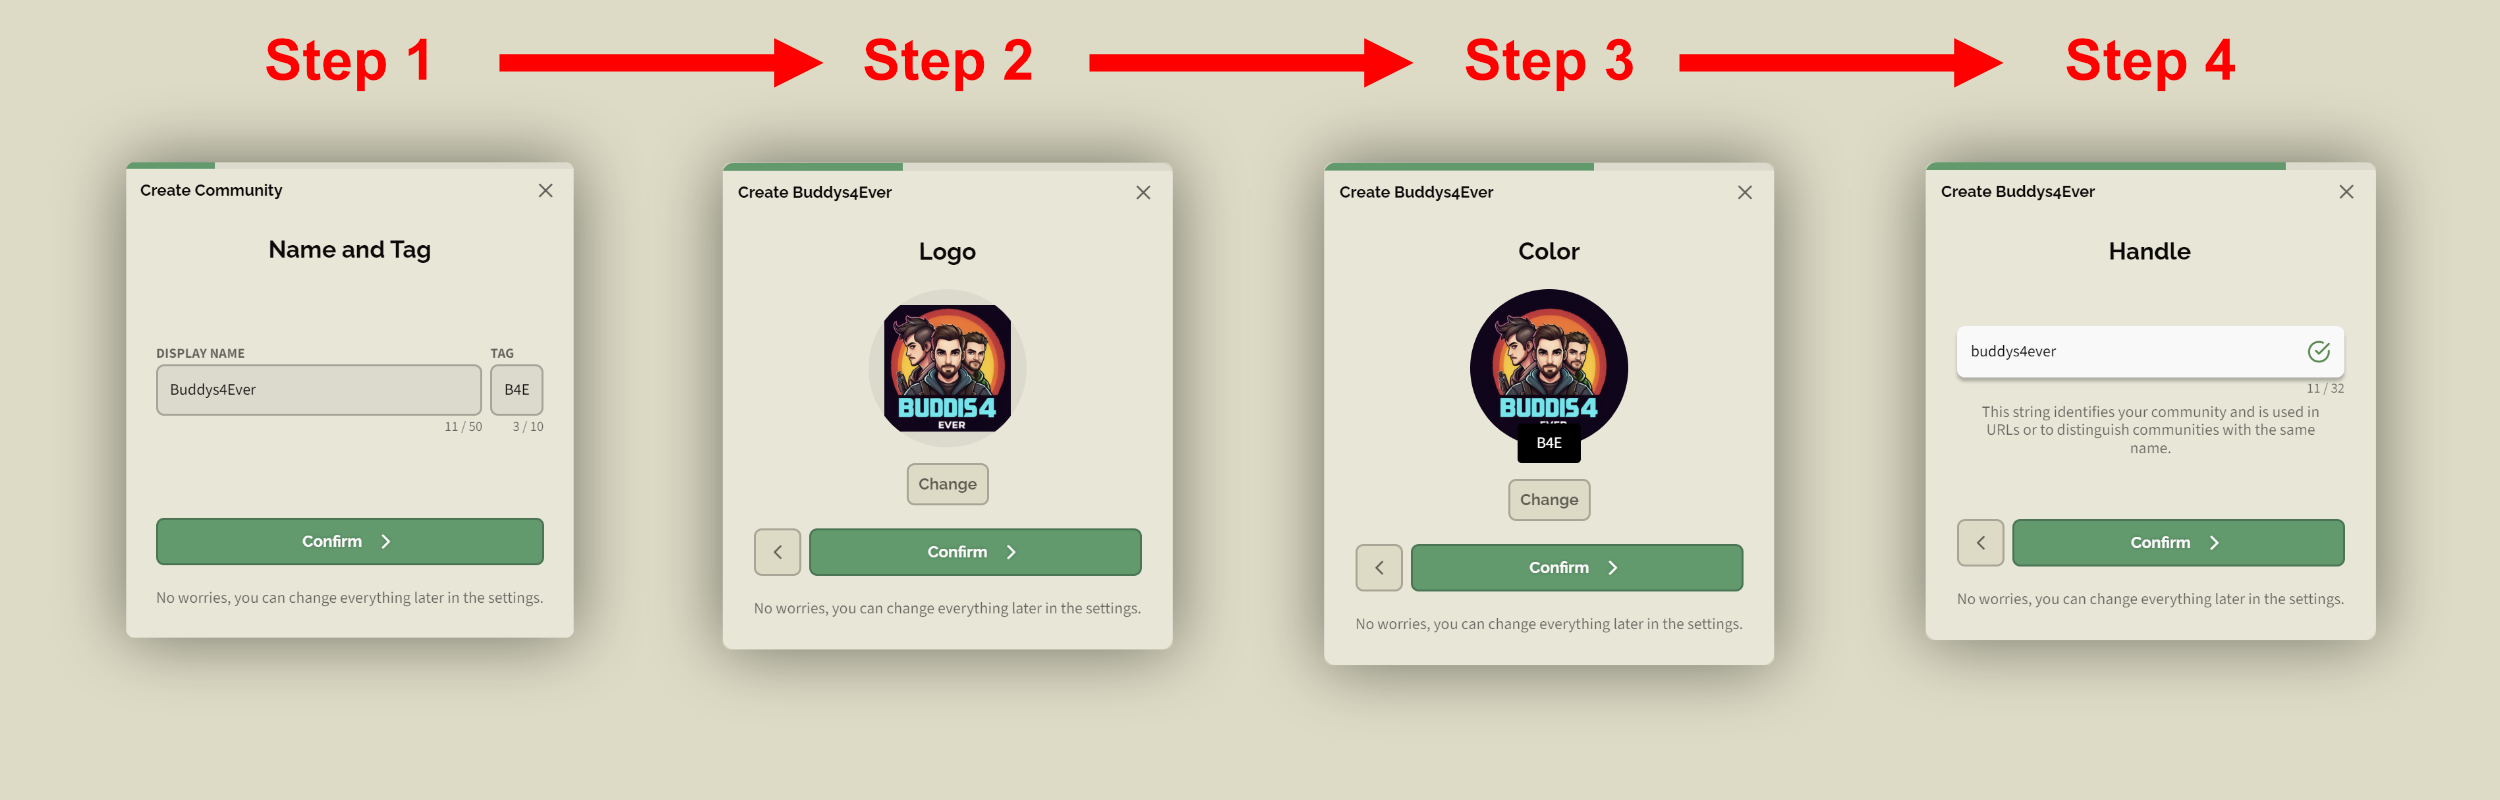 Step 1
Step 2
Step 3
Step 4
Create Community
Name and Tag
DISPLAY NAME
TAG
Buddys4Ever
B4E
11 / 50
3 / 10
Confirm
No worries, you can change everything later in the settings.
Create Buddys4Ever
Logo
BUDDIS4
EVER
Change
Confirm
No worries, you can change everything later in the settings.
Create Buddys4Ever
Color
BUDDIS4
EVER
B4E
Change
Confirm
No worries, you can change everything later in the settings.
Create Buddys4Ever
Handle
buddys4ever
11 / 32
This string identifies your community and is used in
URLs or to distinguish communities with the same
name.
Confirm
No worries, you can change everything later in the settings.